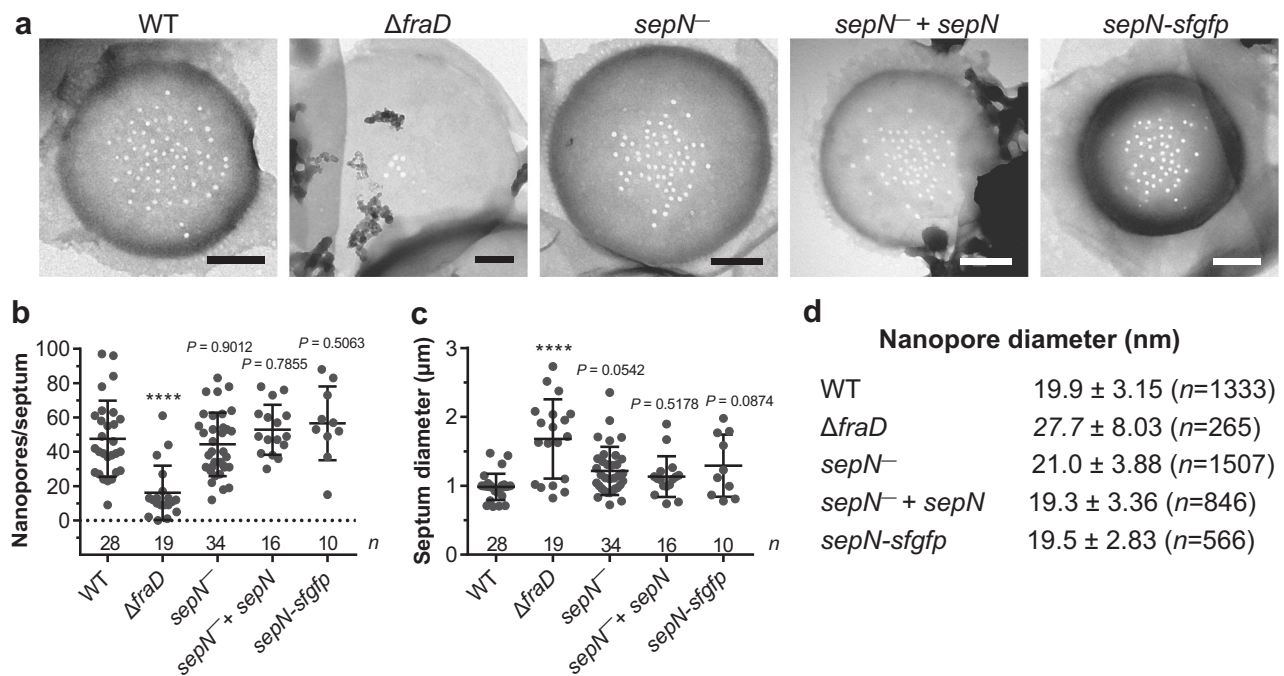 a
WT
ΔfraD
sepN—
sepN— + sepN
sepN-sfgfp
b
Nanopores/septum
100
80
60
40
20
0
****
P = 0.9012
P = 0.7855
P = 0.5063
28
19
34
16
10
n
WT
ΔfraD
sepN—
sepN— + sepN
sepN-sfgfp
c
Septum diameter (µm)
3
2
1
0
****
P = 0.0542
P = 0.5178
P = 0.0874
28
19
34
16
10
n
WT
ΔfraD
sepN—
sepN— + sepN
sepN-sfgfp
d
Nanopore diameter (nm)
WT 19.9 ± 3.15 (n=1333)
ΔfraD 27.7 ± 8.03 (n=265)
sepN— 21.0 ± 3.88 (n=1507)
sepN— + sepN 19.3 ± 3.36 (n=846)
sepN-sfgfp 19.5 ± 2.83 (n=566)